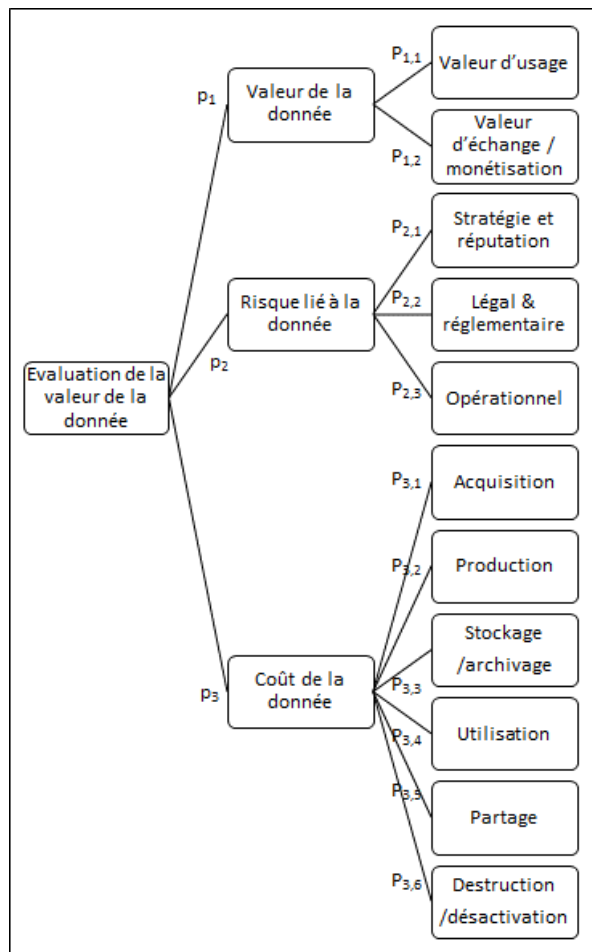 P1,1
Valeur d'usage
p1
Valeur de la
donnée
Valeur
d'échange /
monétisation
P1,2
P2,1
Stratégie et
réputation
Risque lié à la
donnée
P2,2
Légal &
réglementaire
p2
Evaluation de la
valeur de la
donnée
P2,3
Opérationnel
P3,1
Acquisition
P3,2
Production
Stockage
/archivage
p3
Coût de la
donnée
P3,3
P3,4
Utilisation
P3,5
Partage
P3,6
Destruction
/désactivation